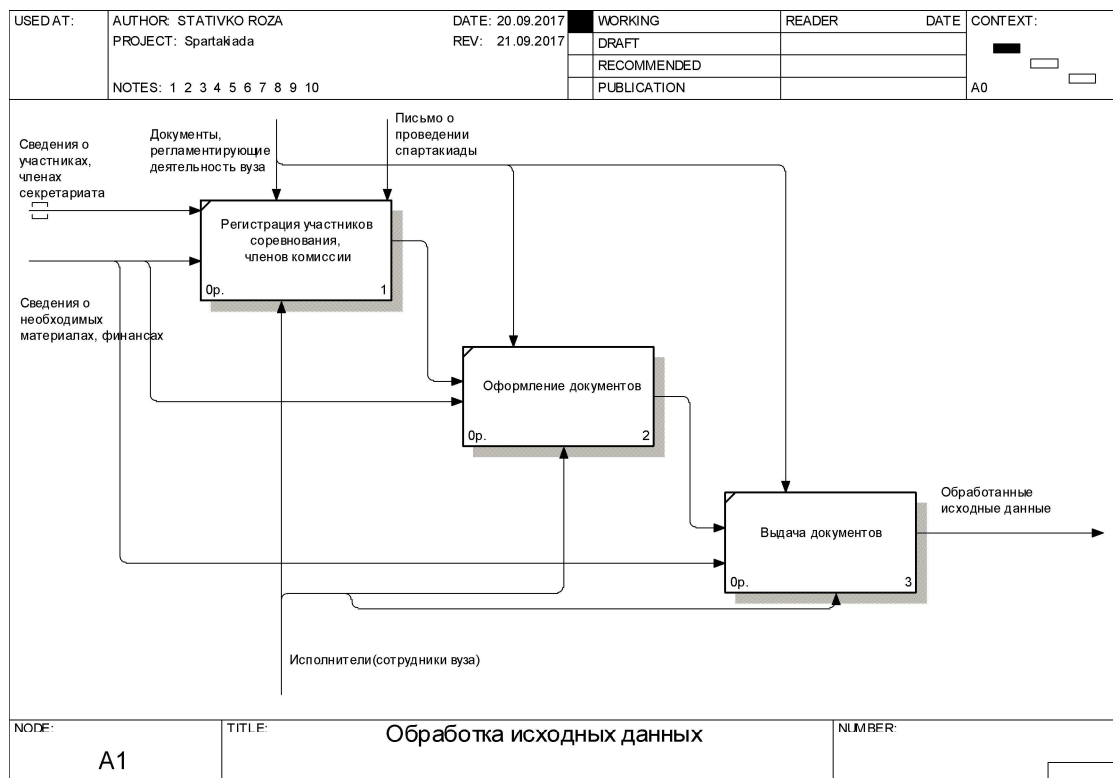 USED AT:
AUTHOR: STATIVKO ROZA
DATE: 20.09.2017
WORKING
READER
DATE
CONTEXT:
PROJECT: Spartakiada
REV: 21.09.2017
DRAFT
RECOMMENDED
NOTES: 1 2 3 4 5 6 7 8 9 10
PUBLICATION
A0
Сведения о
участниках,
членах
секретариата
Документы,
регламентирующие
деятельность вуза
Письмо о
проведении
спартакиады
Регистрация участников
соревнования,
членов комиссии
0р.
1
Сведения о
необходимых
материалах, финансах
Оформление документов
0р.
2
Выдача документов
0р.
3
Обработанные
исходные данные
Исполнители(сотрудники вуза)
NODE:
A1
TITLE:
Обработка исходных данных
NUMBER: